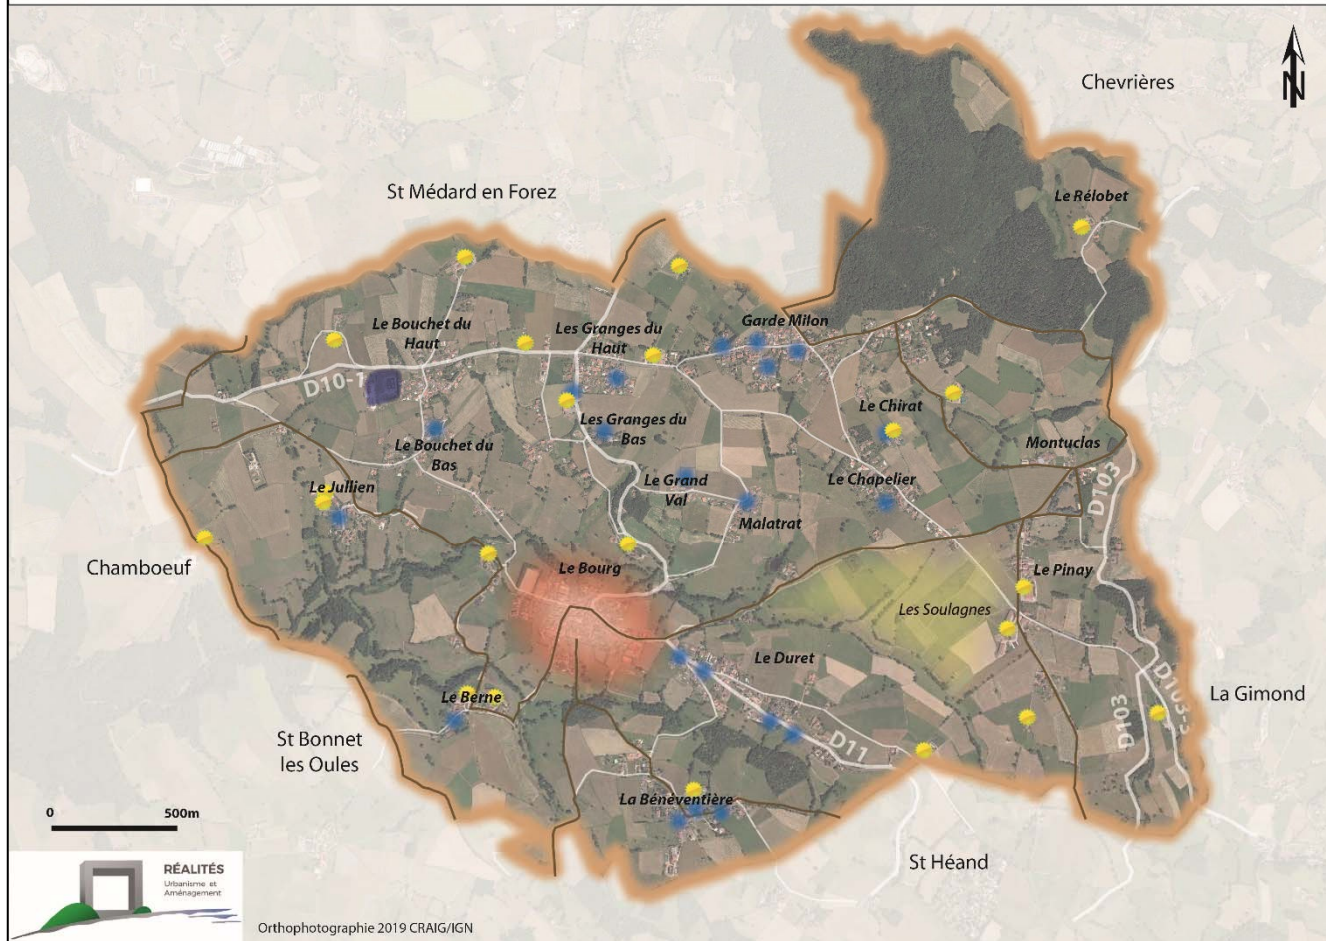 N
Chevrières
St Médard en Forez
Le Rélobet
Le Bouchet du
Haut
Les Granges du
Haut
Garde Milon
D10-1
Le Chirat
Les Granges du
Bas
Montuclas
Le Bouchet du
Bas
Le Jullien
Le Grand
Val
Le Chapelier
D103
Malatrat
Chamboeuf
Le Bourg
Le Pinay
Les Soulagnes
Le Duret
D103-3
La Gimond
Le Berne
D103
St Bonnet
les Oules
D11
La Bénèventière
0 500m
St Héand
RÉALITÉS
Urbanisme et
Aménagement
Orthophotographie 2019 CRAIG/IGN